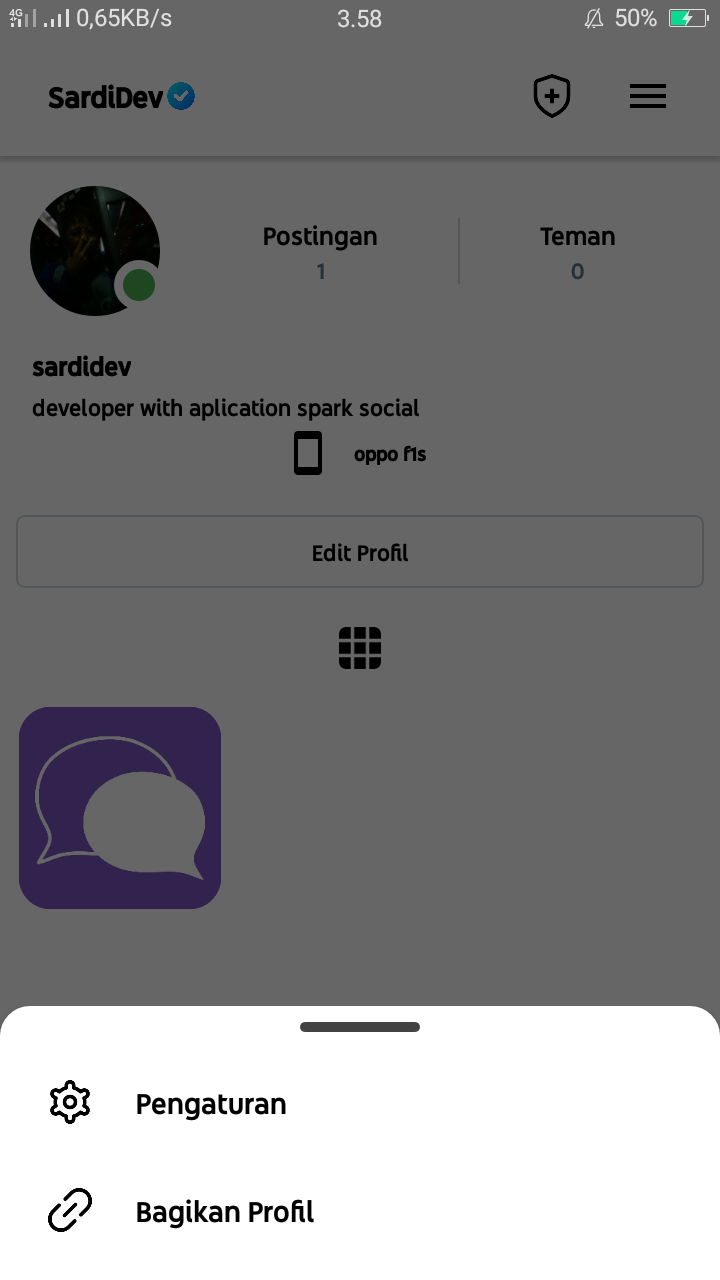 4G 0,65KB/s 3.58 50%
SardiDev
Postingan Teman
1 0
sardidev
developer with aplication spark social
oppo f1s
Edit Profil
Pengaturan
Bagikan Profil